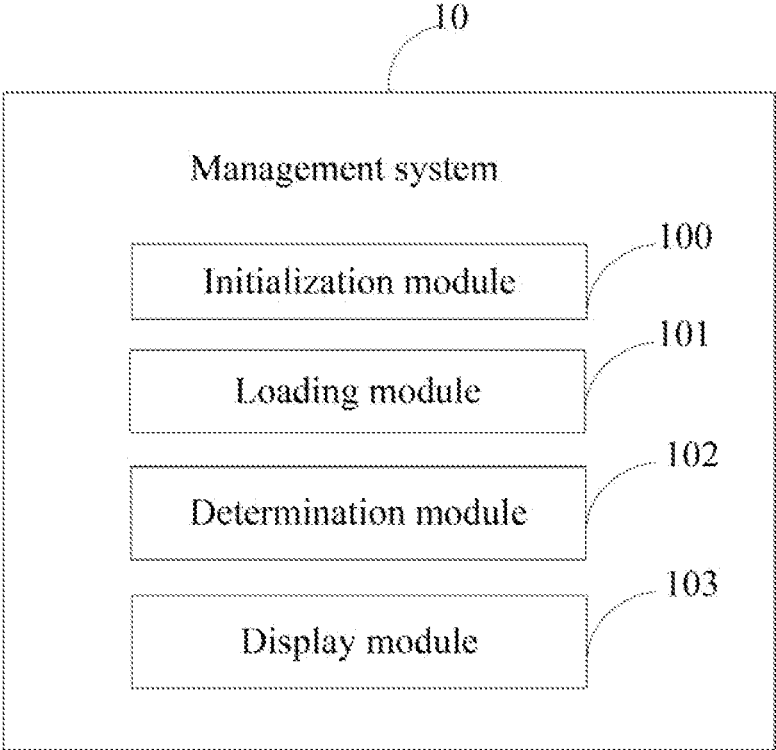 10
Management system
100
Initialization module
101
Loading module
102
Determination module
103
Display module